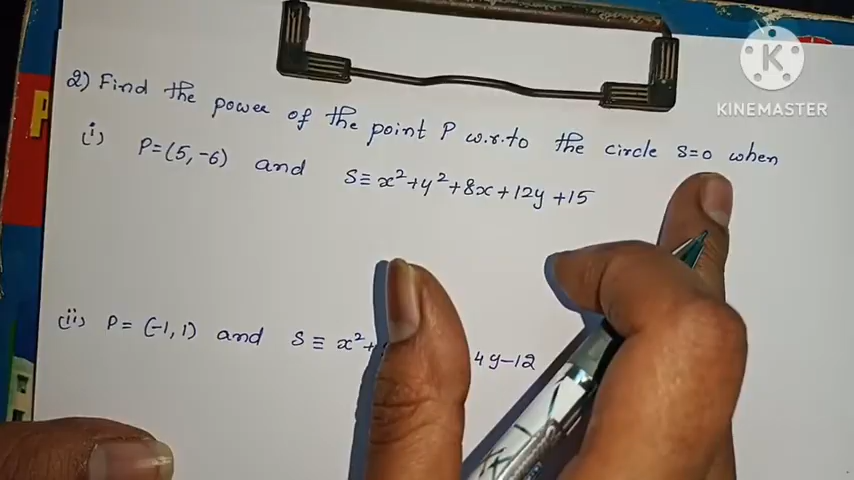 K
KINEMASTER
2) Find the power of the point P w.r.to the circle S=0 when
(i) P=(5,-6) and S≡x²+y²+8x+12y+15
(ii) P=(-1,1) and S≡x²+ 4y-12